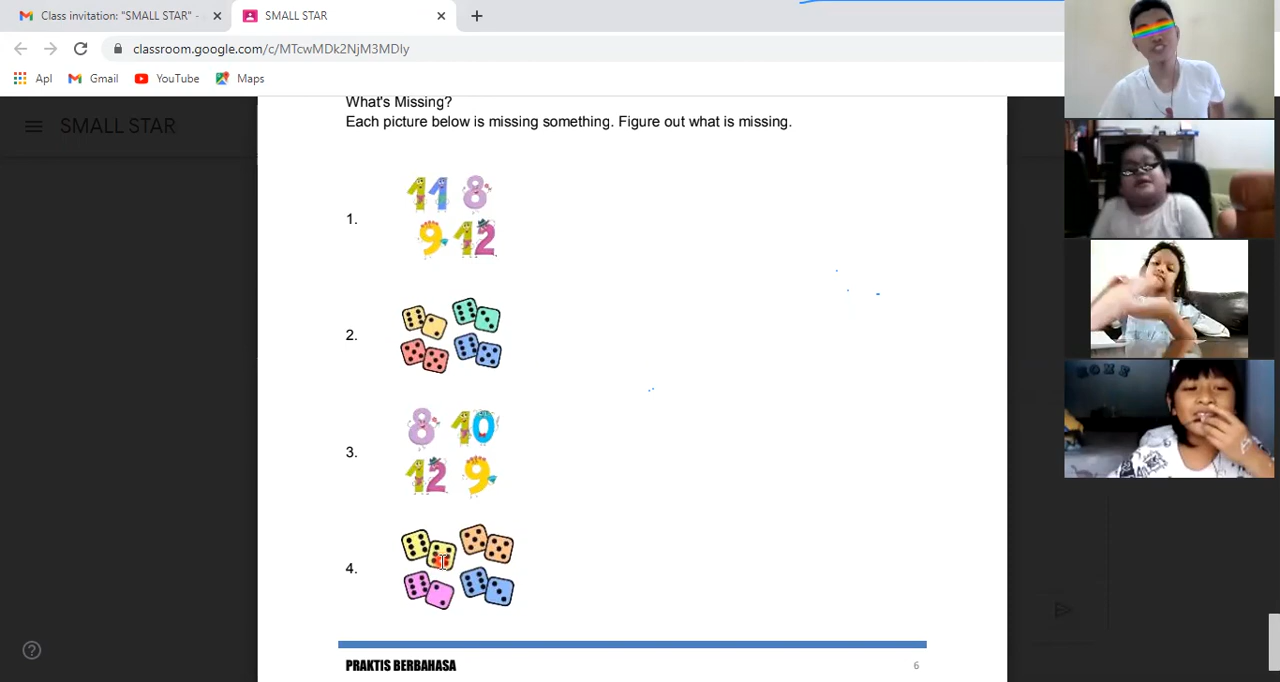 Class invitation: "SMALL STAR" -
SMALL STAR
classroom.google.com/c/MTcwMDk2NjM3MDIy
Apl
Gmail
YouTube
Maps
SMALL STAR
What's Missing?
Each picture below is missing something. Figure out what is missing.
1.
11 8
9 12
2.
3.
8 10
12 9
4.
PRAKTIS BERBAHASA
6